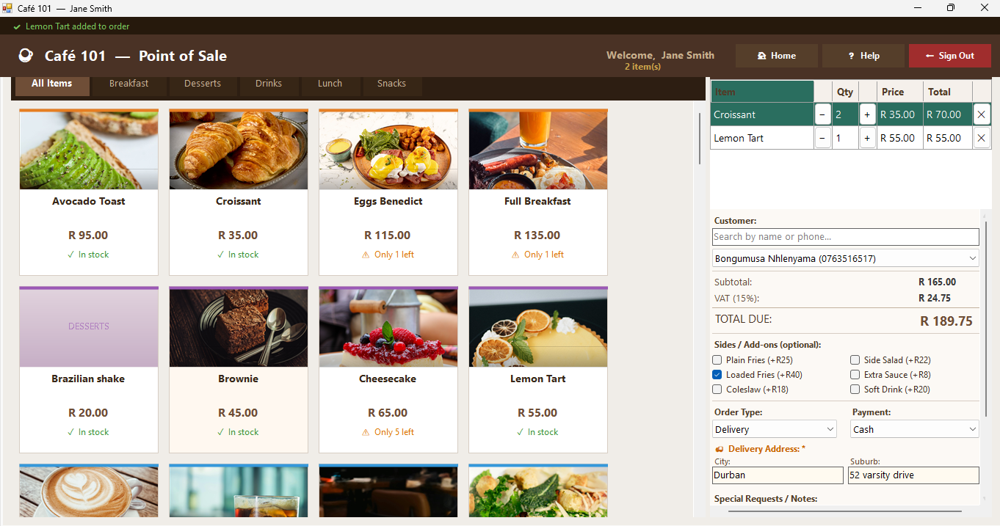 Café 101 — Jane Smith
✔ Lemon Tart added to order
Café 101 — Point of Sale
Welcome, Jane Smith
2 item(s)
Home
? Help
← Sign Out
All Items Breakfast Desserts Drinks Lunch Snacks
Avocado Toast
R 95.00
✓ In stock
Croissant
R 35.00
✓ In stock
Eggs Benedict
R 115.00
⚠ Only 1 left
Full Breakfast
R 135.00
⚠ Only 1 left
DESSERTS
Brazilian shake
R 20.00
✓ In stock
Brownie
R 45.00
✓ In stock
Cheesecake
R 65.00
⚠ Only 5 left
Lemon Tart
R 55.00
✓ In stock
Item Qty Price Total
Croissant − 2 + R 35.00 R 70.00 ✕
Lemon Tart − 1 + R 55.00 R 55.00 ✕
Customer:
Search by name or phone...
Bongumusa Nhlenyama (0763516517)
Subtotal: R 165.00
VAT (15%): R 24.75
TOTAL DUE: R 189.75
Sides / Add-ons (optional):
Plain Fries (+R25) Side Salad (+R22)
Loaded Fries (+R40) Extra Sauce (+R8)
Coleslaw (+R18) Soft Drink (+R20)
Order Type: Payment:
Delivery Cash
Delivery Address: *
City: Suburb:
Durban 52 varsity drive
Special Requests / Notes: